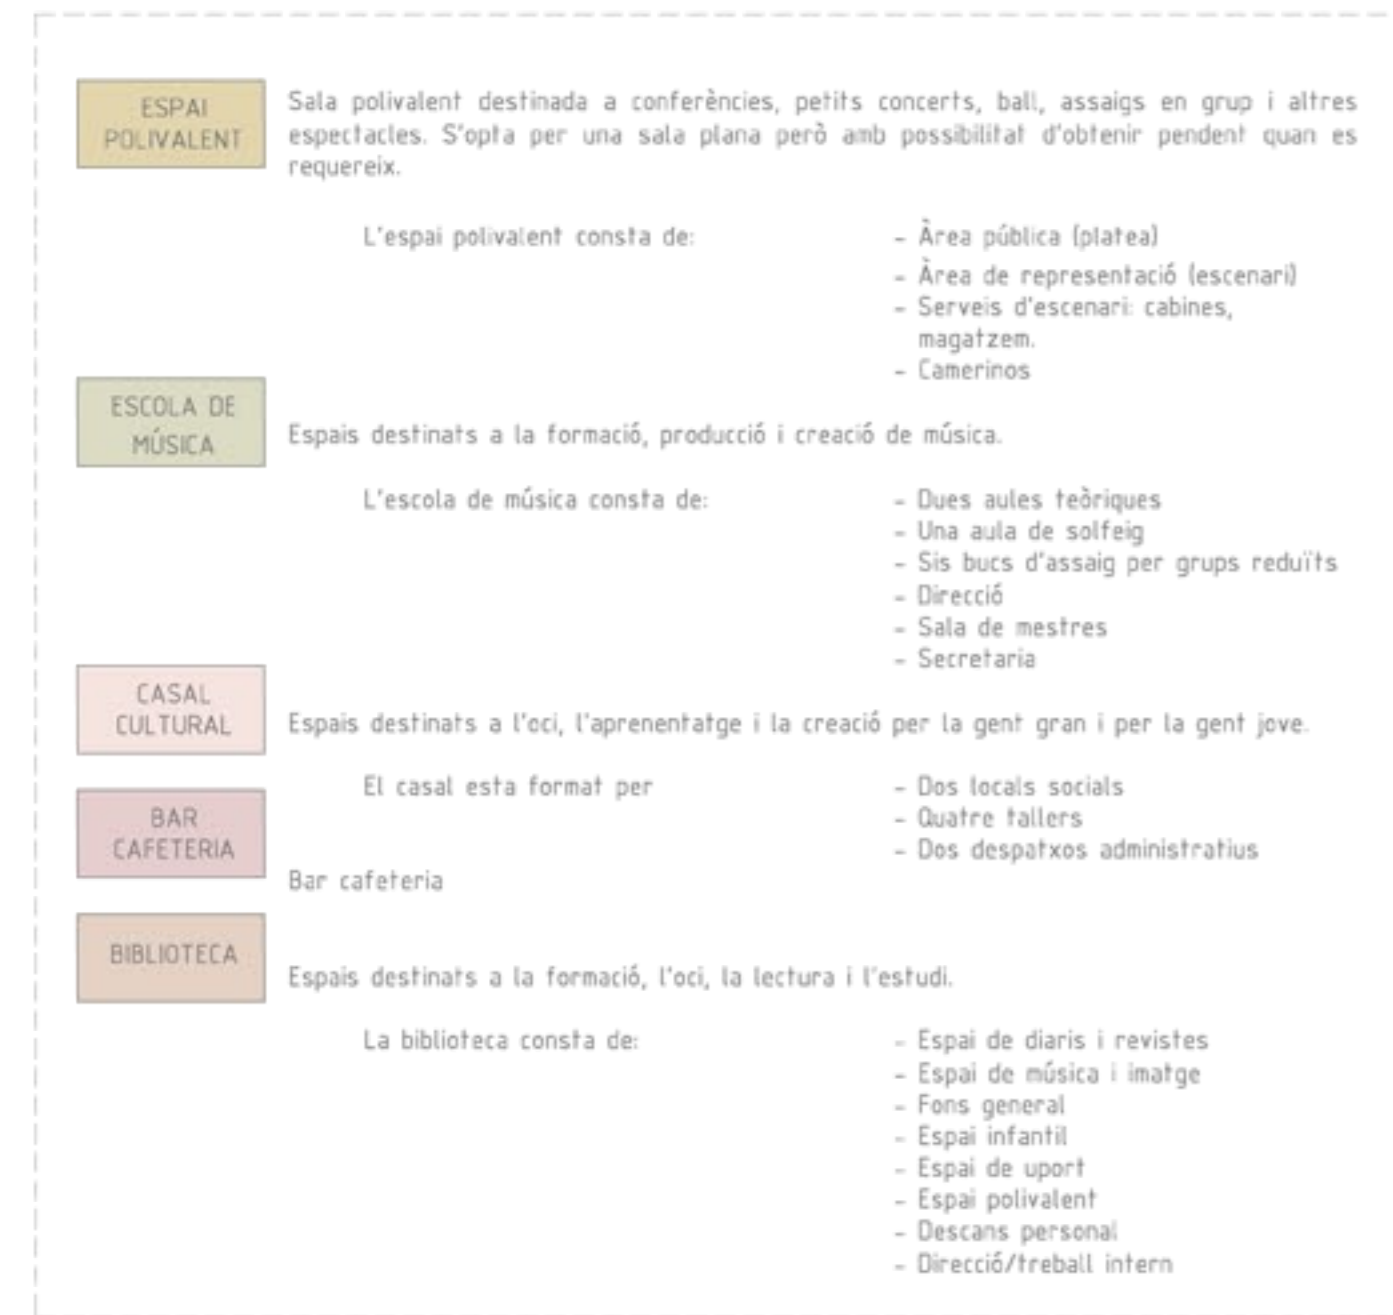 ESPAI
POLIVALENT
Sala polivalent destinada a conferències, petits concerts, ball, assaigs en grup i altres
espectacles. S'opta per una sala plana però amb possibilitat d'obtenir pendent quan es
requereix.
L'espai polivalent consta de:
- Àrea pública (platea)
- Àrea de representació (escenari)
- Serveis d'escenari: cabines,
magatzem.
- Camerinos
ESCOLA DE
MÚSICA
Espais destinats a la formació, producció i creació de música.
L'escola de música consta de:
- Dues aules teòriques
- Una aula de solfeig
- Sis bucs d'assaig per grups reduïts
- Direcció
- Sala de mestres
- Secretaria
CASAL
CULTURAL
Espais destinats a l'oci, l'aprenentatge i la creació per la gent gran i per la gent jove.
El casal esta format per
- Dos locals socials
- Quatre tallers
- Dos despatxos administratius
BAR
CAFETERIA
Bar cafeteria
BIBLIOTECA
Espais destinats a la formació, l'oci, la lectura i l'estudi.
La biblioteca consta de:
- Espai de diaris i revistes
- Espai de música i imatge
- Fons general
- Espai infantil
- Espai de uport
- Espai polivalent
- Descans personal
- Direcció/treball intern